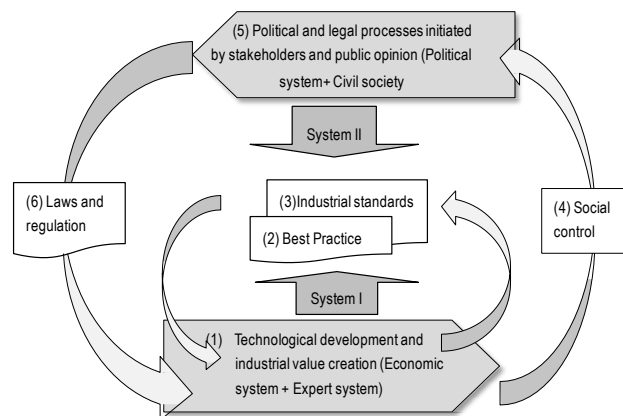 (5) Political and legal processes initiated
by stakeholders and public opinion (Political
system+ Civil society
System II
(6) Laws and
regulation
(3)Industrial standards
(2) Best Practice
(4) Social
control
System I
(1) Technological development and
industrial value creation (Economic
system + Expert system)